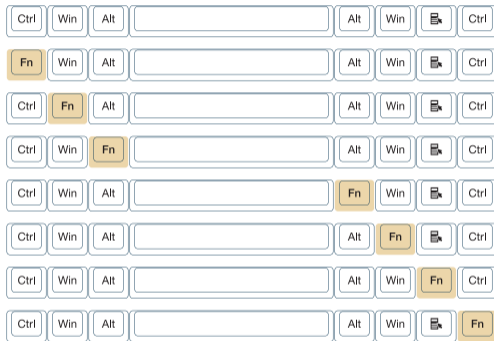 Ctrl Win Alt Alt Win Ctrl
Fn Win Alt Alt Win Ctrl
Ctrl Fn Alt Alt Win Ctrl
Ctrl Win Fn Alt Win Ctrl
Ctrl Win Alt Fn Win Ctrl
Ctrl Win Alt Alt Fn Ctrl
Ctrl Win Alt Alt Win Fn Ctrl
Ctrl Win Alt Alt Win Fn